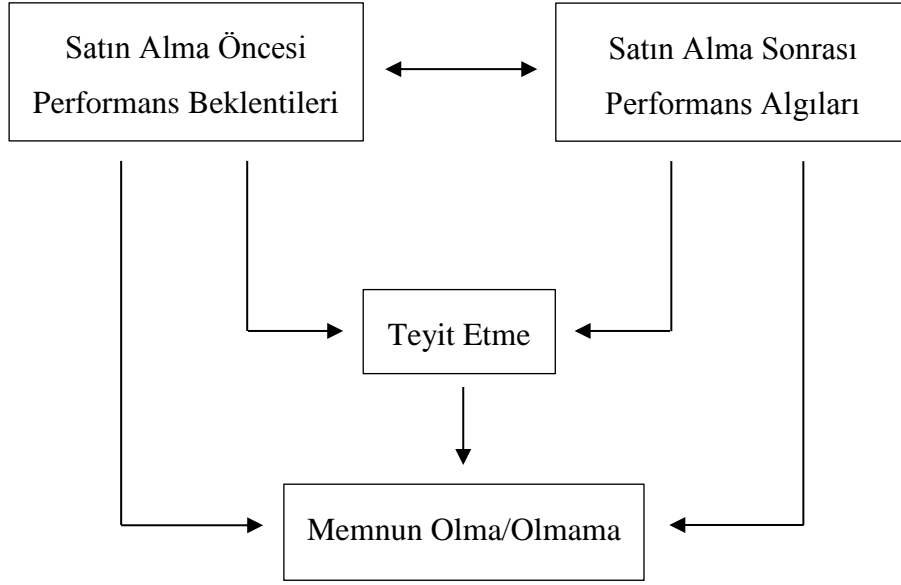 Satın Alma Öncesi
Performans Beklentileri
Satın Alma Sonrası
Performans Algıları
Teyit Etme
Memnun Olma/Olmama